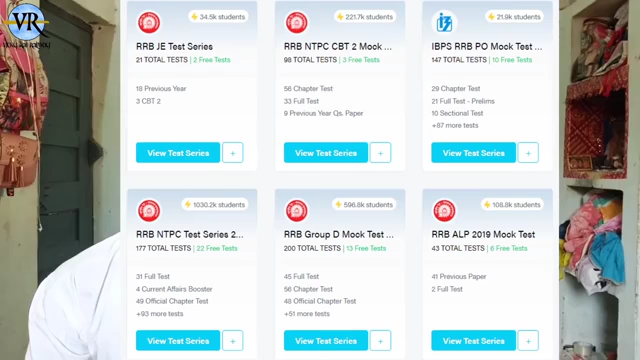 VR
34.5k students
RRB JE Test Series
21 TOTAL TESTS | 2 Free Tests
18 Previous Year
3 CBT 2
View Test Series +
221.7k students
RRB NTPC CBT 2 Mock ...
98 TOTAL TESTS | 3 Free Tests
56 Chapter Test
33 Full Test
9 Previous Year Qs. Paper
View Test Series +
21.9k students
IBPS RRB PO Mock Test ...
147 TOTAL TESTS | 10 Free Tests
29 Chapter Test
21 Full Test - Prelims
10 Sectional Test
+87 more tests
View Test Series +
1030.2k students
RRB NTPC Test Series 2...
177 TOTAL TESTS | 22 Free Tests
31 Full Test
4 Current Affairs Booster
49 Official Chapter Test
+93 more tests
View Test Series +
596.8k students
RRB Group D Mock Test ...
200 TOTAL TESTS | 13 Free Tests
45 Full Test
56 Chapter Test
48 Official Chapter Test
+51 more tests
View Test Series +
108.8k students
RRB ALP 2019 Mock Test
43 TOTAL TESTS | 6 Free Tests
41 Previous Paper
2 Full Test
View Test Series +